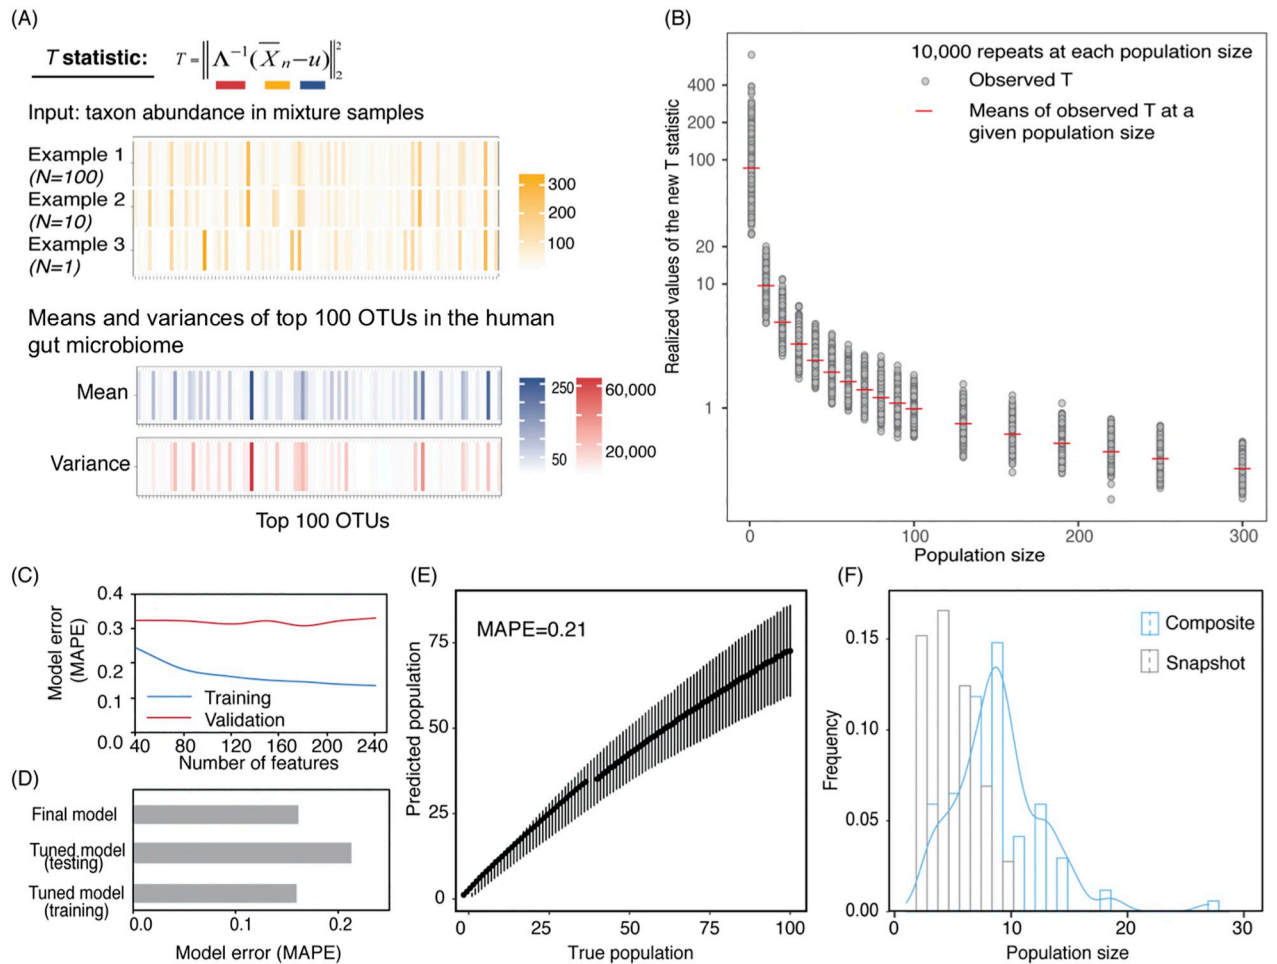 (A)
T statistic: T = ‖Λ⁻¹(X̄ₙ−u)‖₂²
Input: taxon abundance in mixture samples
Example 1
(N=100)
Example 2
(N=10)
Example 3
(N=1)
300
200
100
Means and variances of top 100 OTUs in the human
gut microbiome
Mean
Variance
250
50
60,000
20,000
Top 100 OTUs
(B)
10,000 repeats at each population size
Observed T
Means of observed T at a
given population size
Realized values of the new T statistic
400
200
100
20
10
1
0 100 200 300
Population size
(C)
Model error
(MAPE)
0.4
0.3
0.2
0.1
0.0
Training
Validation
40 80 120 160 200 240
Number of features
(D)
Final model
Tuned model
(testing)
Tuned model
(training)
0.0 0.1 0.2
Model error (MAPE)
(E)
MAPE=0.21
Predicted population
75
50
25
0
0 25 50 75 100
True population
(F)
Composite
Snapshot
Frequency
0.15
0.10
0.05
0.00
0 10 20 30
Population size